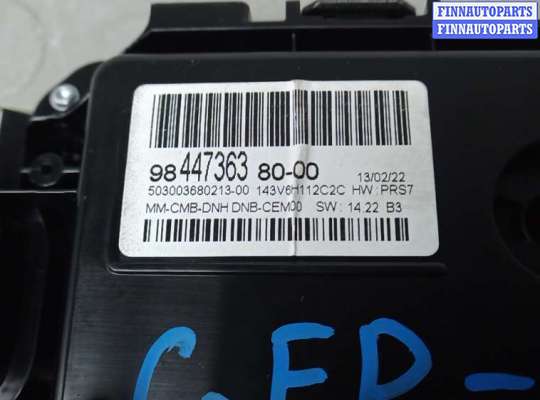 FINNAUTOPARTS
FINNAUTOPARTS
98 447363 80-00 13/02/22
503003680213-00 143V6H112C2C HW: PRS7
MM-CMB-DNH DNB-CEM00 SW: 14.22 B3